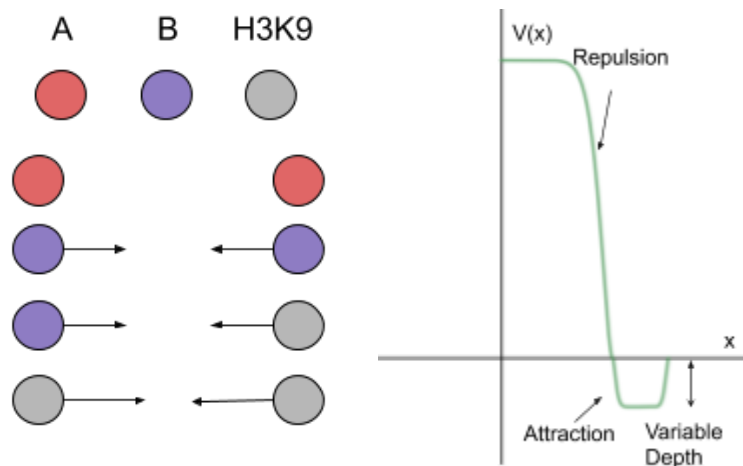 A B H3K9
V(x)
Repulsion
x
Attraction
Variable
Depth